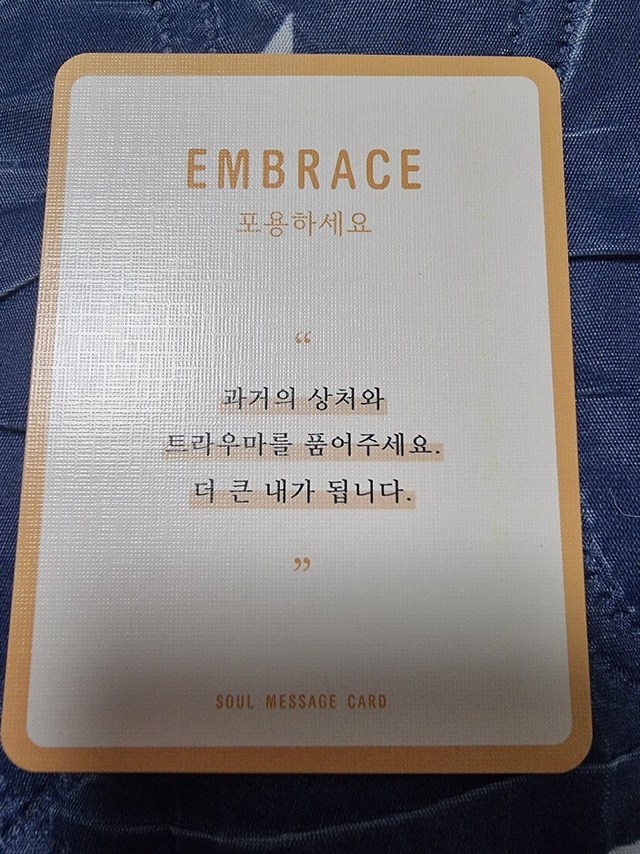 EMBRACE
포용하세요
“
과거의 상처와
트라우마를 품어주세요.
더 큰 내가 됩니다.
”
SOUL MESSAGE CARD